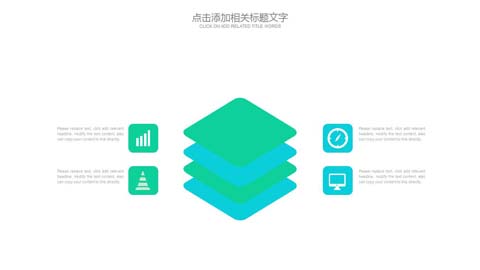 点击添加相关标题文字
CLICK ON ADD RELATED TITLE WORDS
Please replace text, click add relevant
headline, modify the text content, also
can copy your content to this directly.
Please replace text, click add relevant
headline, modify the text content, also
can copy your content to this directly.
Please replace text, click add relevant
headline, modify the text content, also
can copy your content to this directly.
Please replace text, click add relevant
headline, modify the text content, also
can copy your content to this directly.